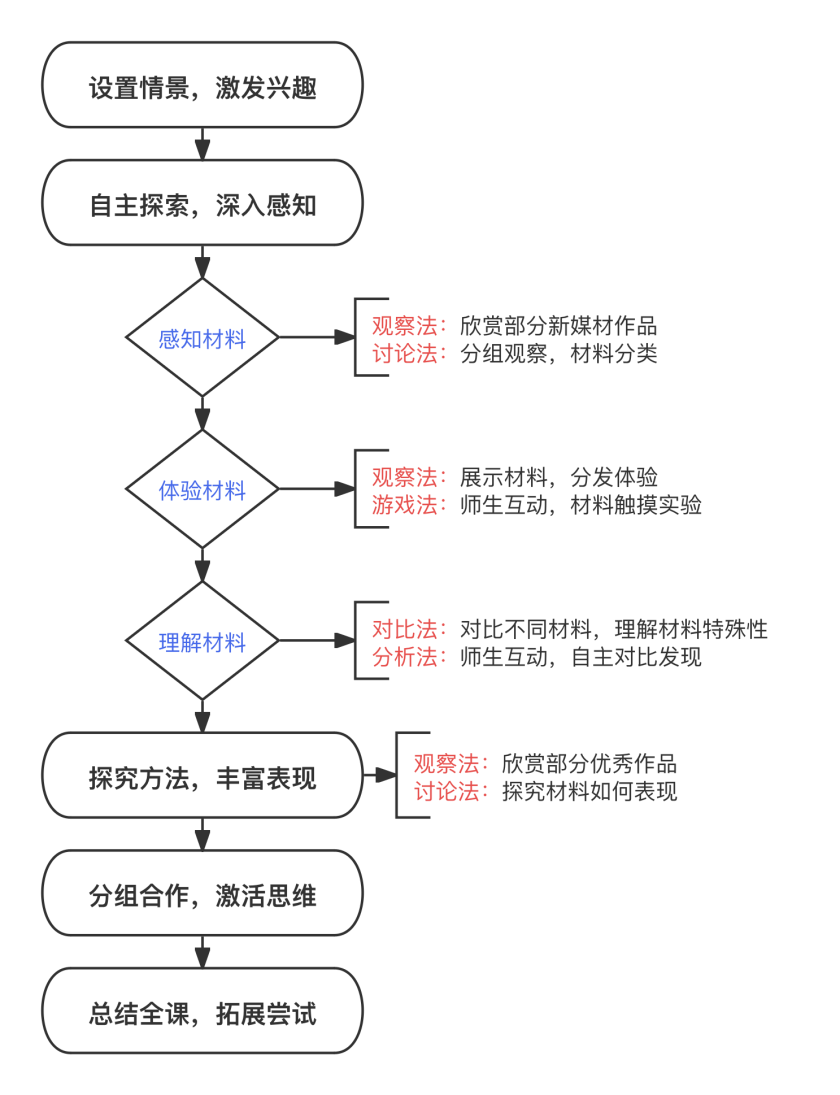 设置情景，激发兴趣
自主探索，深入感知
感知材料
观察法：欣赏部分新媒材作品
讨论法：分组观察，材料分类
体验材料
观察法：展示材料，分发体验
游戏法：师生互动，材料触摸实验
理解材料
对比法：对比不同材料，理解材料特殊性
分析法：师生互动，自主对比发现
探究方法，丰富表现
观察法：欣赏部分优秀作品
讨论法：探究材料如何表现
分组合作，激活思维
总结全课，拓展尝试